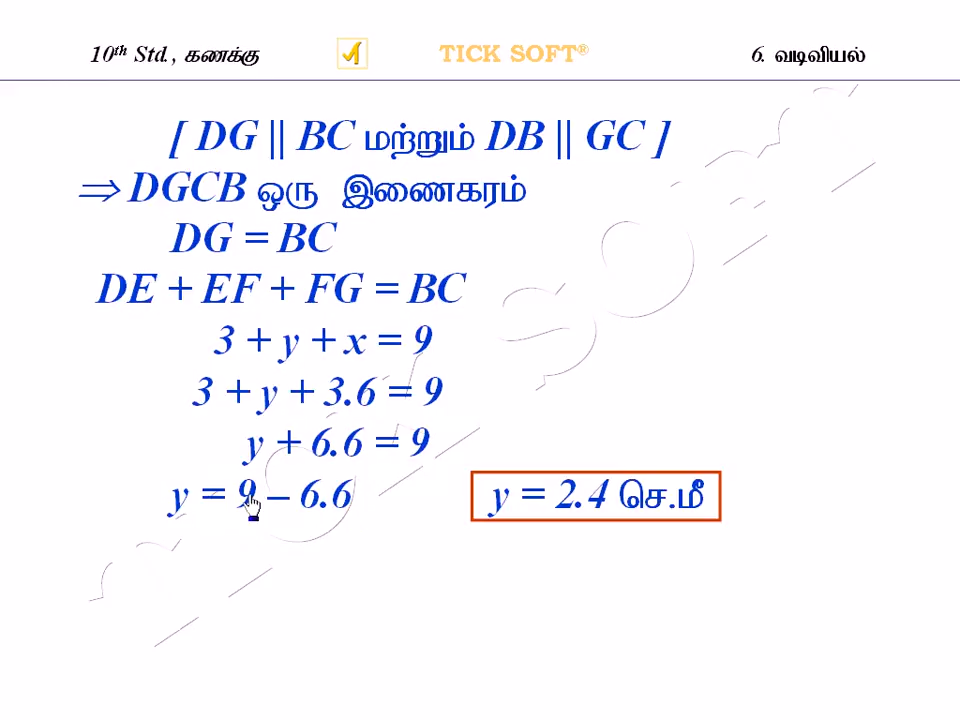 10th Std., கணக்கு TICK SOFT® 6. வடிவியல்
[ DG || BC மற்றும் DB || GC ]
⇒ DGCB ஒரு இணைகரம்
DG = BC
DE + EF + FG = BC
3 + y + x = 9
3 + y + 3.6 = 9
y + 6.6 = 9
y = 9 – 6.6 y = 2.4 செ.மீ